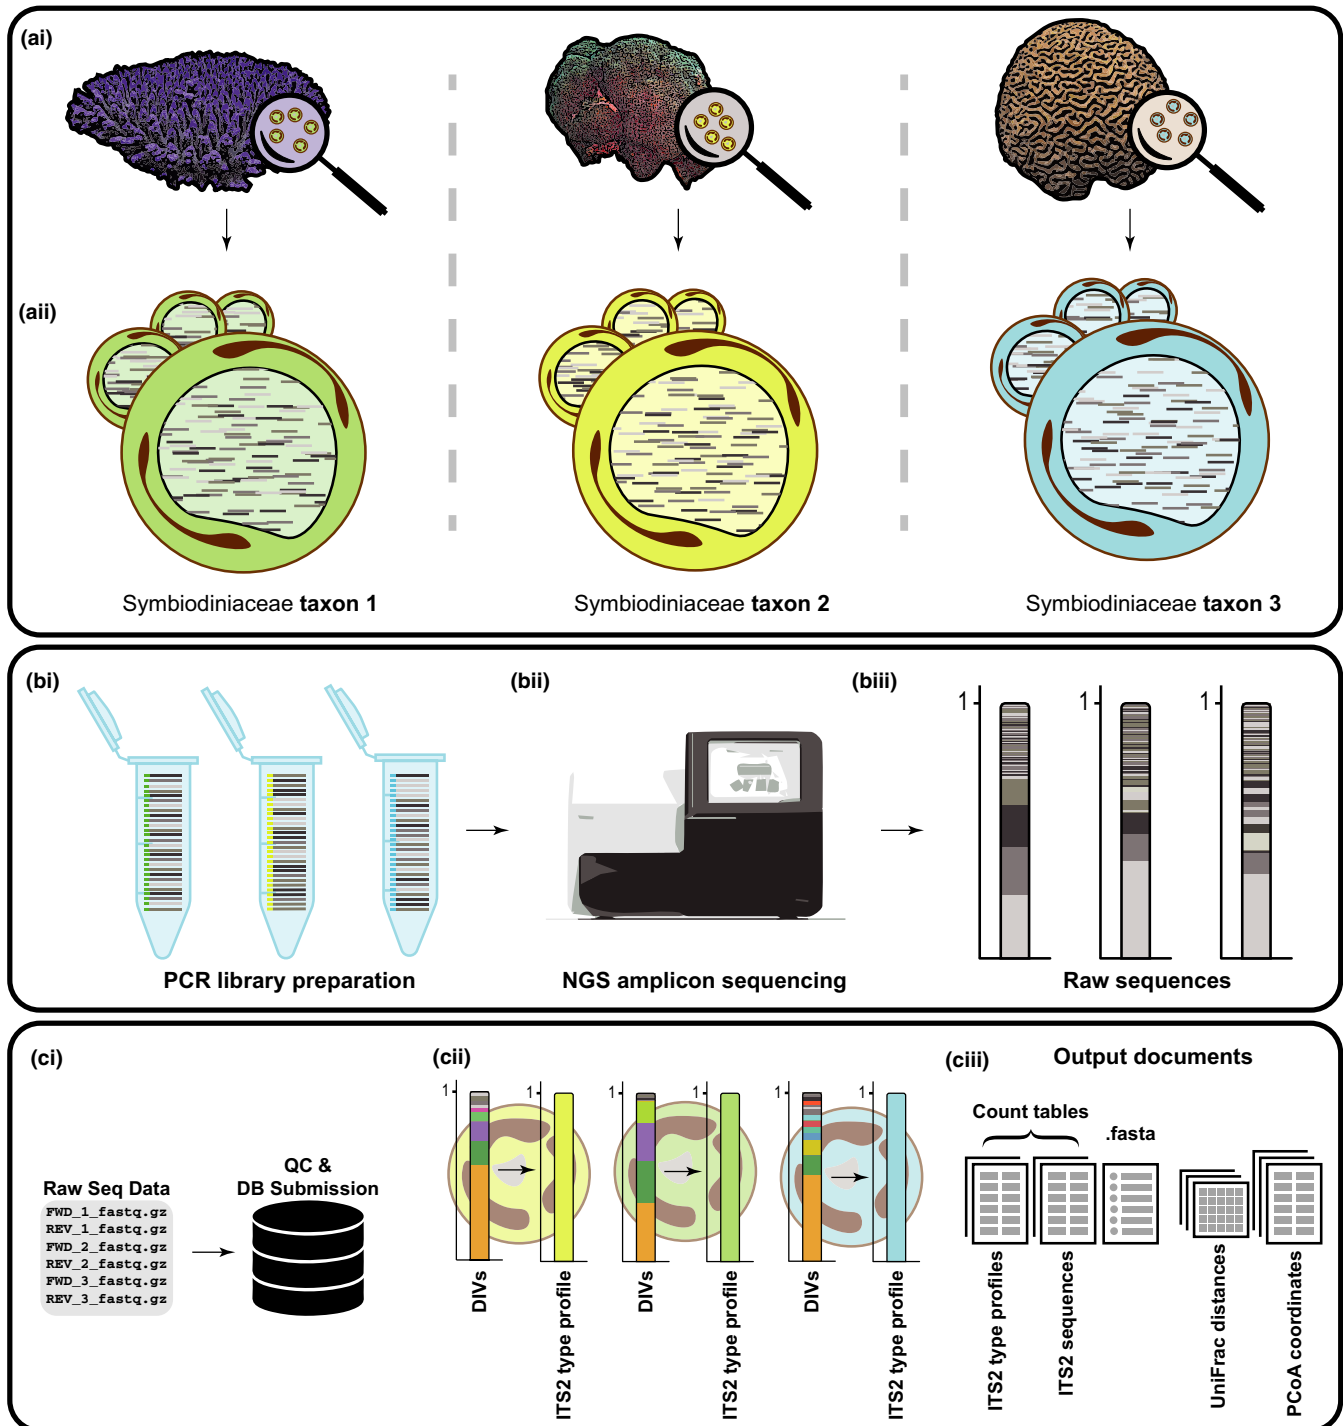 (ai)
(aii)
Symbiodiniaceae taxon 1
Symbiodiniaceae taxon 2
Symbiodiniaceae taxon 3
(bi)
(bii)
(biii)
1
1
1
PCR library preparation
NGS amplicon sequencing
Raw sequences
(ci)
Raw Seq Data
FWD_1_fastq.gz
REV_1_fastq.gz
FWD_2_fastq.gz
REV_2_fastq.gz
FWD_3_fastq.gz
REV_3_fastq.gz
QC &
DB Submission
(cii)
1
1
1
1
1
1
DIVs
ITS2 type profile
DIVs
ITS2 type profile
DIVs
ITS2 type profile
(ciii)
Output documents
Count tables
.fasta
ITS2 type profiles
ITS2 sequences
UniFrac distances
PCoA coordinates